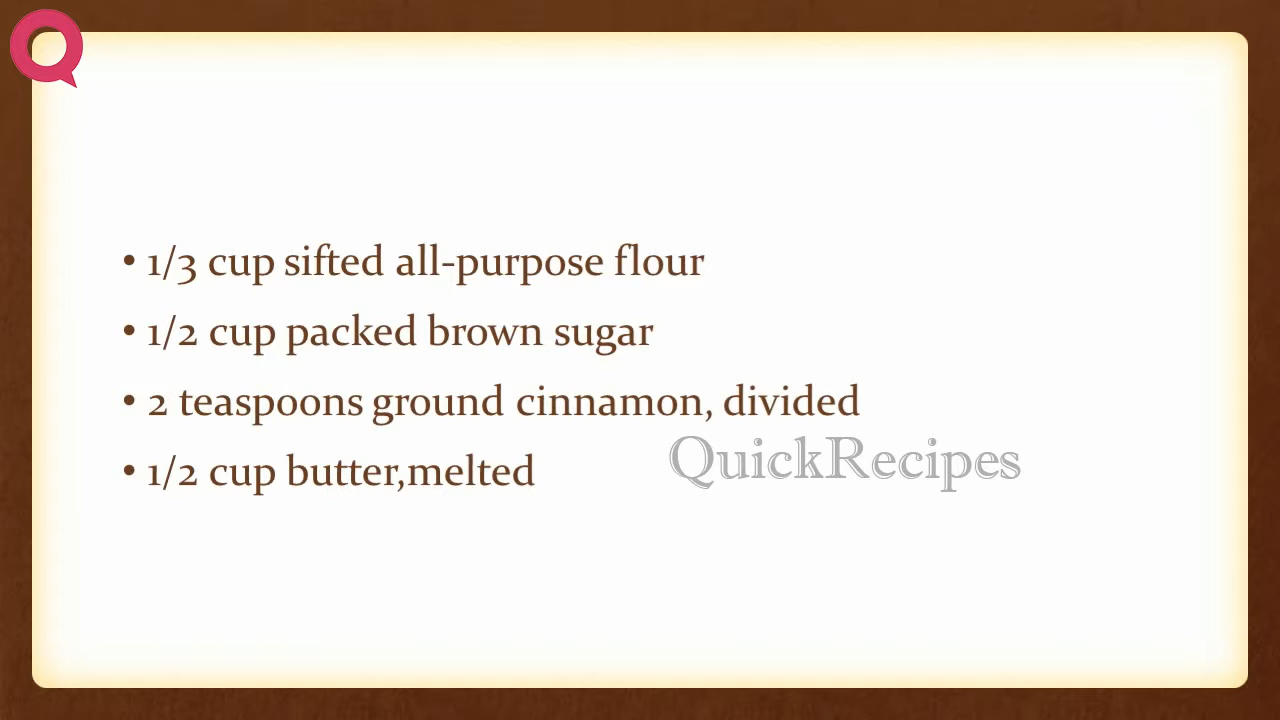 • 1/3 cup sifted all-purpose flour
• 1/2 cup packed brown sugar
• 2 teaspoons ground cinnamon, divided
• 1/2 cup butter,melted
QuickRecipes